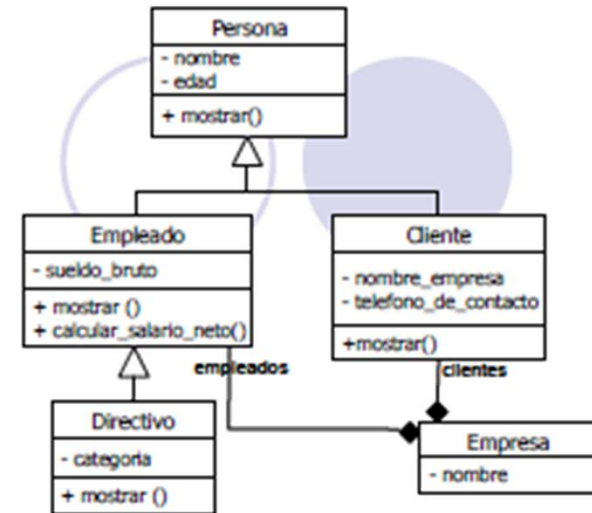 Persona
- nombre
- edad
+ mostrar()
Empleado
- sueldo_bruto
+ mostrar ()
+ calcular_salario_neto()
Cliente
- nombre_empresa
- telefono_de_contacto
+mostrar()
empleados
clientes
Directivo
- categoria
+ mostrar ()
Empresa
- nombre